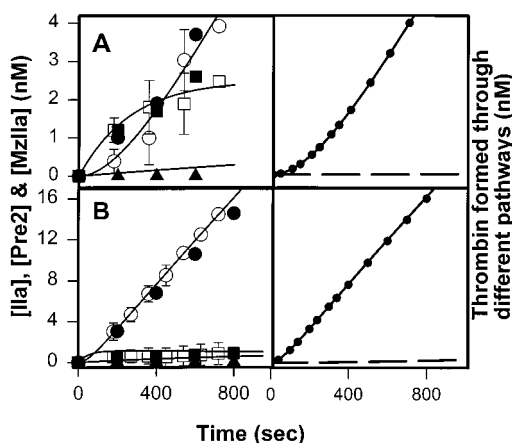 [IIa], [Pre2] & [MzIIa] (nM)
4
3
2
1
0
A
16
12
8
4
0
B
0
400
800
400
800
Time (sec)
Thrombin formed through
different pathways (nM)